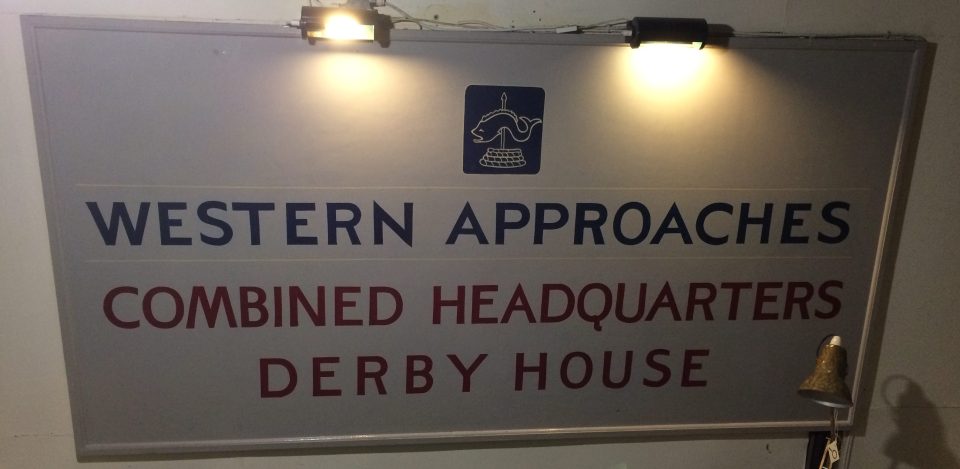 WESTERN APPROACHES
COMBINED HEADQUARTERS
DERBY HOUSE